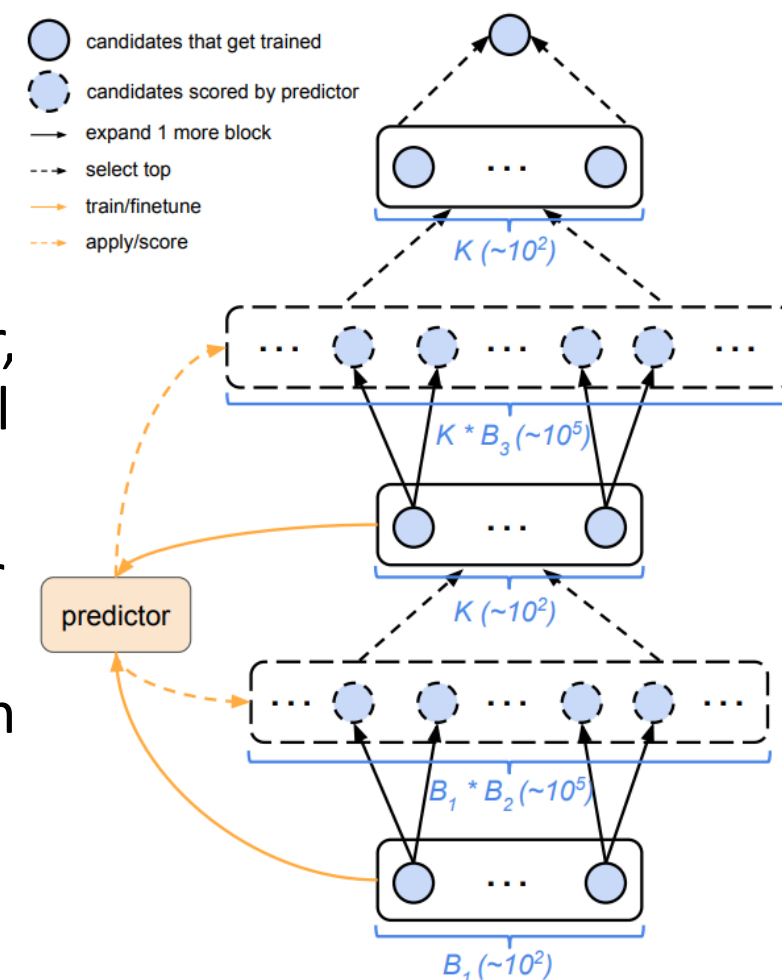 candidates that get trained
candidates scored by predictor
expand 1 more block
select top
train/finetune
apply/score
...
K (~10²)
... ... ...
K * B₃ (~10⁵)
...
K (~10²)
predictor
... ... ...
B₁ * B₂ (~10⁵)
...
B₁ (~10²)